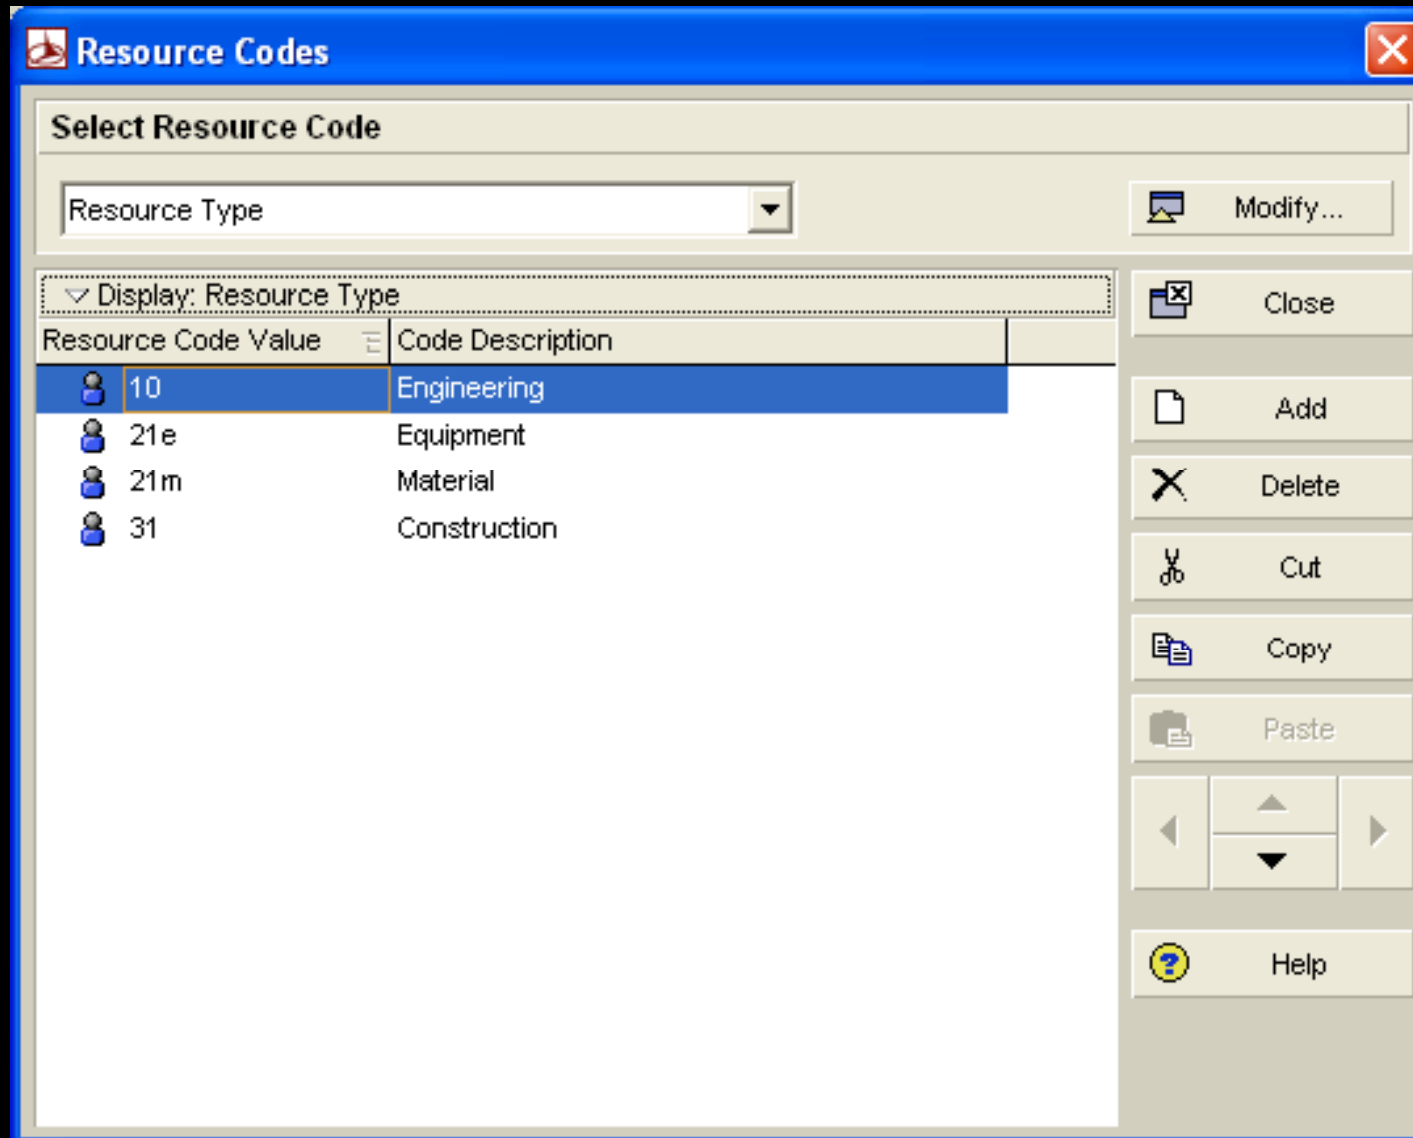 Resource Codes
Select Resource Code
Resource Type
Modify...
Display: Resource Type
Close
Resource Code Value Code Description
10 Engineering
Add
21e Equipment
21m Material
Delete
31 Construction
Cut
Copy
Paste
Help